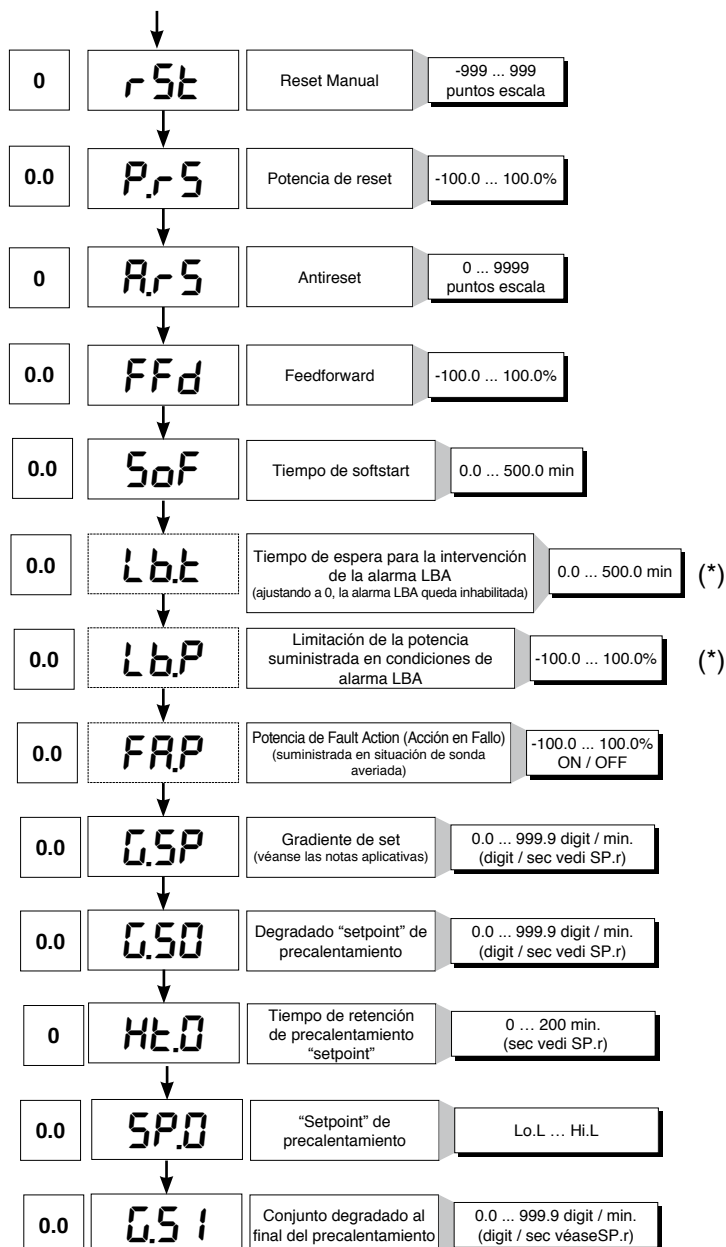 0
rSt
Reset Manual
-999 ... 999
puntos escala
0.0
P.rS
Potencia de reset
-100.0 ... 100.0%
0
A.rS
Antireset
0 ... 9999
puntos escala
0.0
FFd
Feedforward
-100.0 ... 100.0%
0.0
SoF
Tiempo de softstart
0.0 ... 500.0 min
0.0
Lb.t
Tiempo de espera para la intervención
de la alarma LBA
(ajustando a 0, la alarma LBA queda inhabilitada)
0.0 ... 500.0 min
(*)
0.0
Lb.P
Limitación de la potencia
suministrada en condiciones de
alarma LBA
-100.0 ... 100.0%
(*)
0.0
FA.P
Potencia de Fault Action (Acción en Fallo)
(suministrada en situación de sonda
averiada)
-100.0 ... 100.0%
ON / OFF
0.0
G.SP
Gradiente de set
(véanse las notas aplicativas)
0.0 ... 999.9 digit / min.
(digit / sec vedi SP.r)
0.0
G.S0
Degradado “setpoint” de
precalentamiento
0.0 ... 999.9 digit / min.
(digit / sec vedi SP.r)
0
Ht.0
Tiempo de retención
de precalentamiento
“setpoint”
0 … 200 min.
(sec vedi SP.r)
0.0
SP.0
“Setpoint” de
precalentamiento
Lo.L … Hi.L
0.0
G.S1
Conjunto degradado al
final del precalentamiento
0.0 ... 999.9 digit / min.
(digit / sec véaseSP.r)